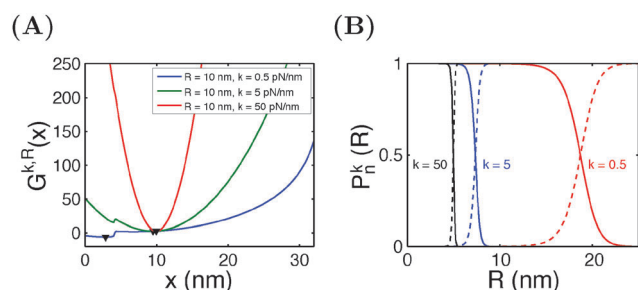 (A)
G^{k,R}(x)
250
200
150
100
50
0
R = 10 nm, k = 0.5 pN/nm
R = 10 nm, k = 5 pN/nm
R = 10 nm, k = 50 pN/nm
0 10 20 30
x (nm)
(B)
P_n^k (R)
1
0.5
0
k = 50
k = 5
k = 0.5
0 10 20
R (nm)